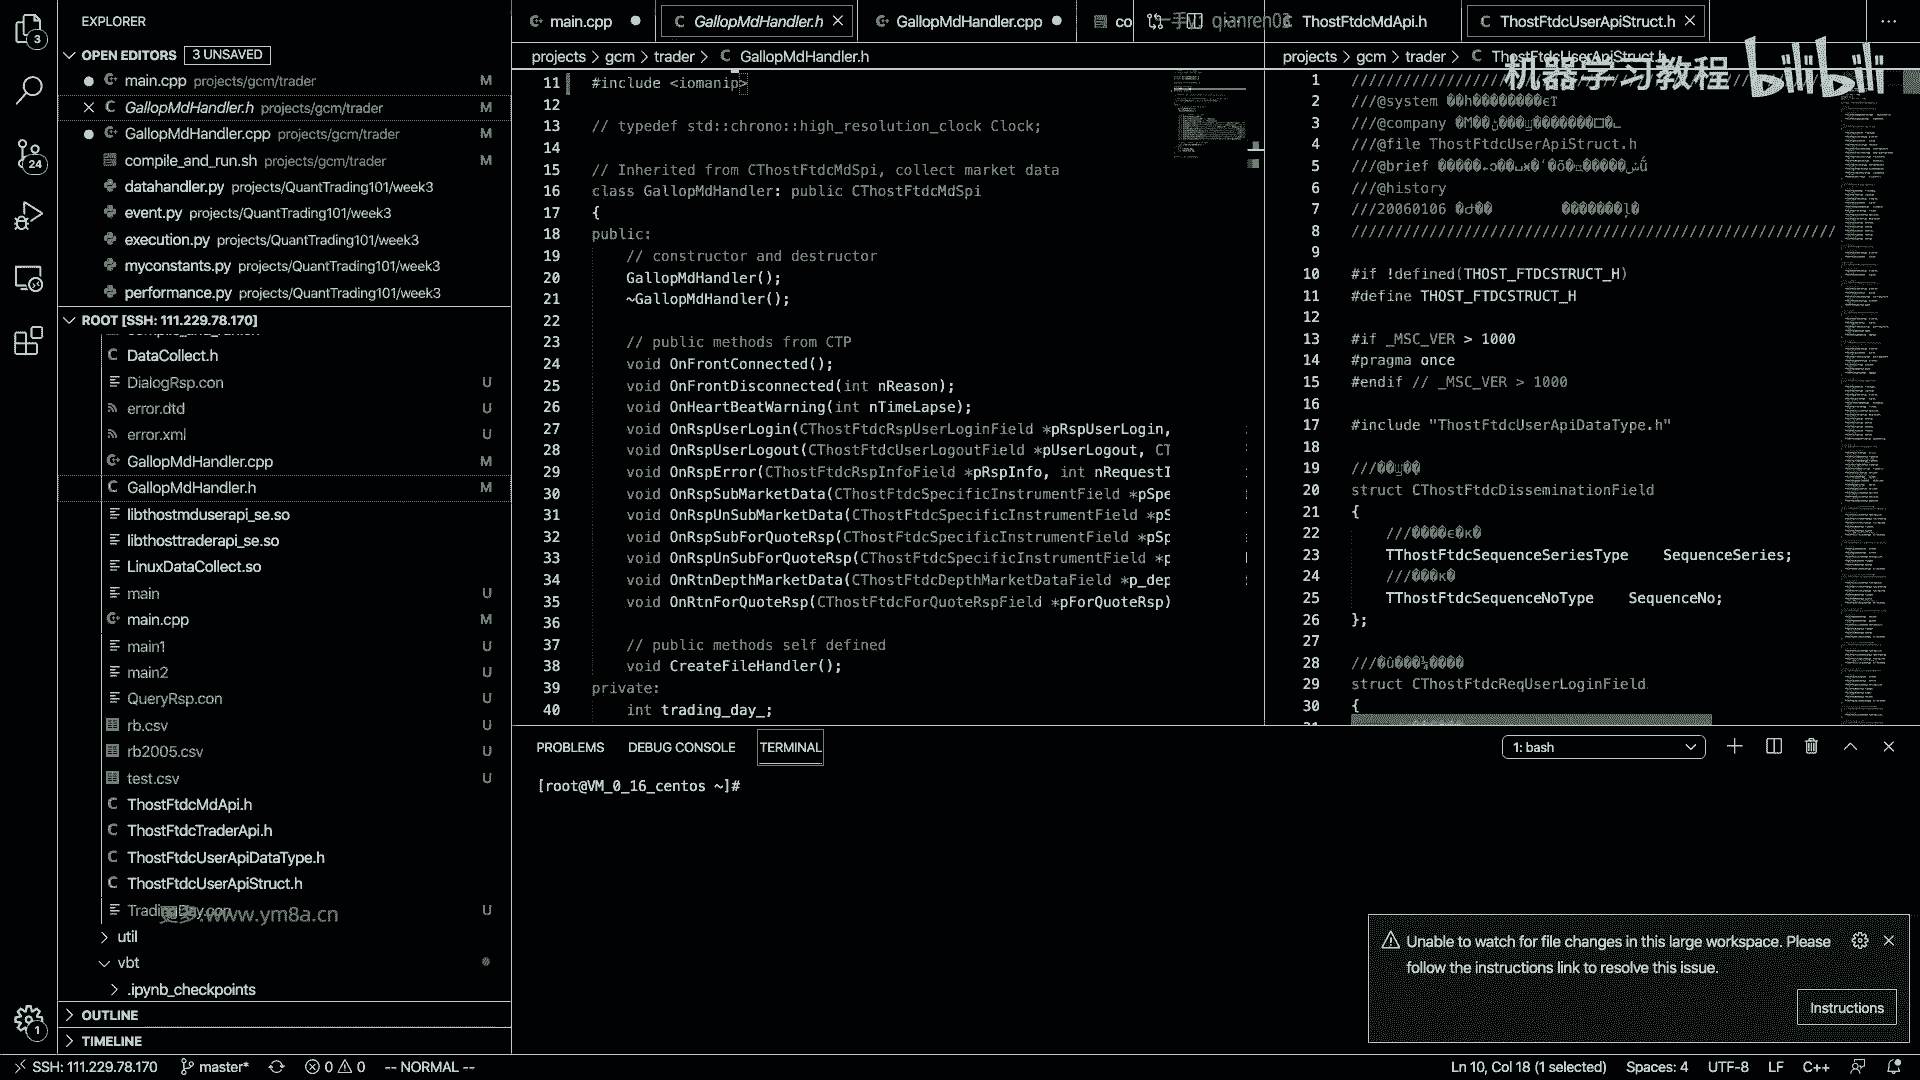 EXPLORER
OPEN EDITORS 3 UNSAVED
main.cpp projects/gcm/trader M
GallopMdHandler.h projects/gcm/trader M
GallopMdHandler.cpp projects/gcm/trader M
compile_and_run.sh projects/gcm/trader M
datahandler.py projects/QuantTrading101/week3
event.py projects/QuantTrading101/week3
execution.py projects/QuantTrading101/week3
myconstants.py projects/QuantTrading101/week3
performance.py projects/QuantTrading101/week3
ROOT [SSH: 111.229.78.170]
DataCollect.h
DialogRsp.con U
error.dtd U
error.xml U
GallopMdHandler.cpp M
GallopMdHandler.h M
libthostmduserapi_se.so
libthosttraderapi_se.so
LinuxDataCollect.so
main U
main.cpp M
main1 U
main2 U
QueryRsp.con U
rb.csv U
rb2005.csv U
test.csv U
ThostFtdcMdApi.h
ThostFtdcTraderApi.h
ThostFtdcUserApiDataType.h
ThostFtdcUserApiStruct.h
TradingDay.con U
www.ym8a.cn
util
vbt
.ipynb_checkpoints
OUTLINE
TIMELINE
main.cpp GallopMdHandler.h GallopMdHandler.cpp co
projects > gcm > trader > GallopMdHandler.h
11 #include <iomanip>
12
13 // typedef std::chrono::high_resolution_clock Clock;
14
15 // Inherited from CThostFtdcMdSpi, collect market data
16 class GallopMdHandler: public CThostFtdcMdSpi
17 {
18 public:
19 // constructor and destructor
20 GallopMdHandler();
21 ~GallopMdHandler();
22
23 // public methods from CTP
24 void OnFrontConnected();
25 void OnFrontDisconnected(int nReason);
26 void OnHeartBeatWarning(int nTimeLapse);
27 void OnRspUserLogin(CThostFtdcRspUserLoginField *pRspUserLogin,
28 void OnRspUserLogout(CThostFtdcUserLogoutField *pUserLogout, CT
29 void OnRspError(CThostFtdcRspInfoField *pRspInfo, int nRequestI
30 void OnRspSubMarketData(CThostFtdcSpecificInstrumentField *pSpe
31 void OnRspUnSubMarketData(CThostFtdcSpecificInstrumentField *pS
32 void OnRspSubForQuoteRsp(CThostFtdcSpecificInstrumentField *pSp
33 void OnRspUnSubForQuoteRsp(CThostFtdcSpecificInstrumentField *p
34 void OnRtnDepthMarketData(CThostFtdcDepthMarketDataField *p_dep
35 void OnRtnForQuoteRsp(CThostFtdcForQuoteRspField *pForQuoteRsp)
36
37 // public methods self defined
38 void CreateFileHandler();
39 private:
40 int trading_day_;
ThostFtdcMdApi.h ThostFtdcUserApiStruct.h
projects > gcm > trader > ThostFtdcUserApiStruct.h
机器学习教程 bilibili
1 ////////////////////////////////////////////////////////
2 ///@system
3 ///@company
4 ///@file ThostFtdcUserApiStruct.h
5 ///@brief
6 ///@history
7 ///20060106
8 ////////////////////////////////////////////////////////
9
10 #if !defined(THOST_FTDCSTRUCT_H)
11 #define THOST_FTDCSTRUCT_H
12
13 #if _MSC_VER > 1000
14 #pragma once
15 #endif // _MSC_VER > 1000
16
17 #include "ThostFtdcUserApiDataType.h"
18
19 ///
20 struct CThostFtdcDisseminationField
21 {
22 ///
23 TThostFtdcSequenceSeriesType SequenceSeries;
24 ///
25 TThostFtdcSequenceNoType SequenceNo;
26 };
27
28 ///
29 struct CThostFtdcReqUserLoginField
30 {
PROBLEMS DEBUG CONSOLE TERMINAL 1: bash
[root@VM_0_16_centos ~]#
Unable to watch for file changes in this large workspace. Please
follow the instructions link to resolve this issue.
Instructions
SSH: 111.229.78.170 master* 0 0 -- NORMAL -- Ln 10, Col 18 (1 selected) Spaces: 4 UTF-8 LF C++